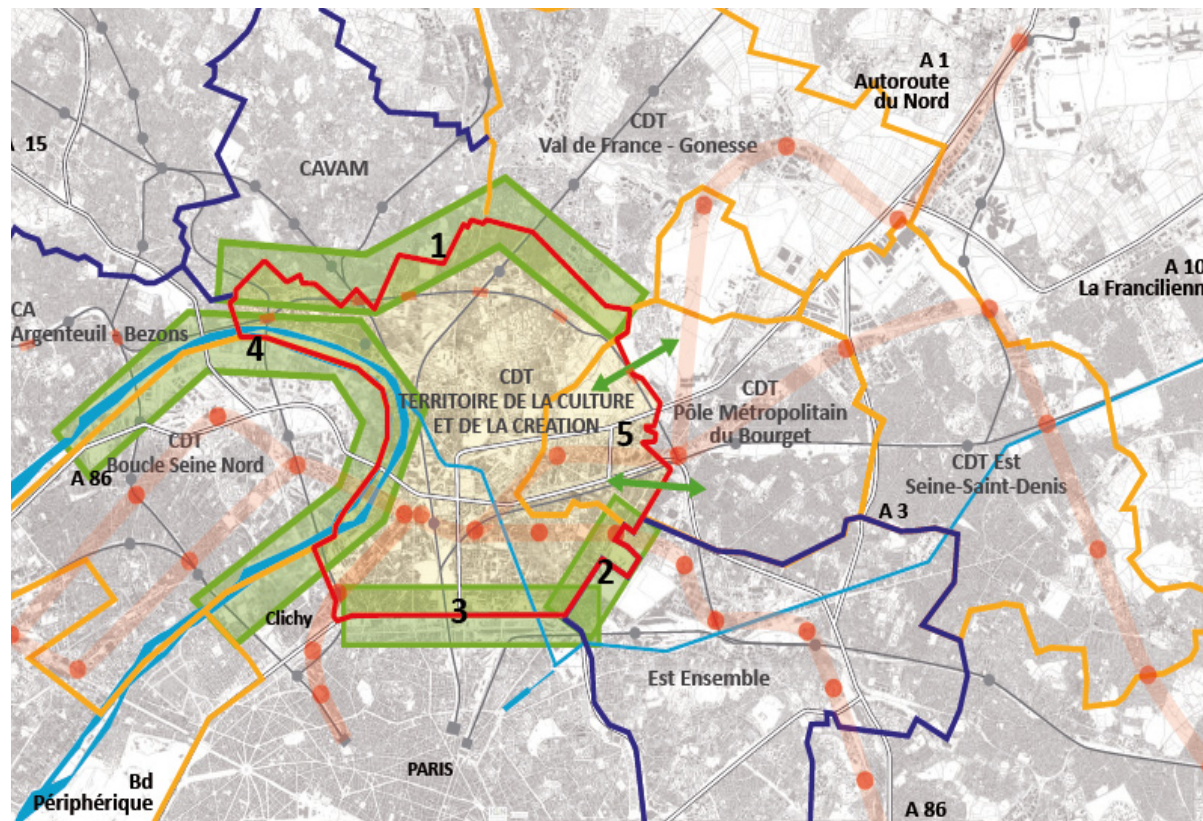 A 1
Autoroute
du Nord
CDT
Val de France - Gonesse
15
CAVAM
1
A 10
La Francilienn
CA
Argenteuil - Bezons
4
CDT
TERRITOIRE DE LA CULTURE
ET DE LA CREATION
5
CDT
Pôle Métropolitain
du Bourget
CDT
Boucle Seine Nord
A 86
CDT Est
Seine-Saint-Denis
A 3
2
3
Clichy
Est Ensemble
PARIS
Bd
Périphérique
A 86